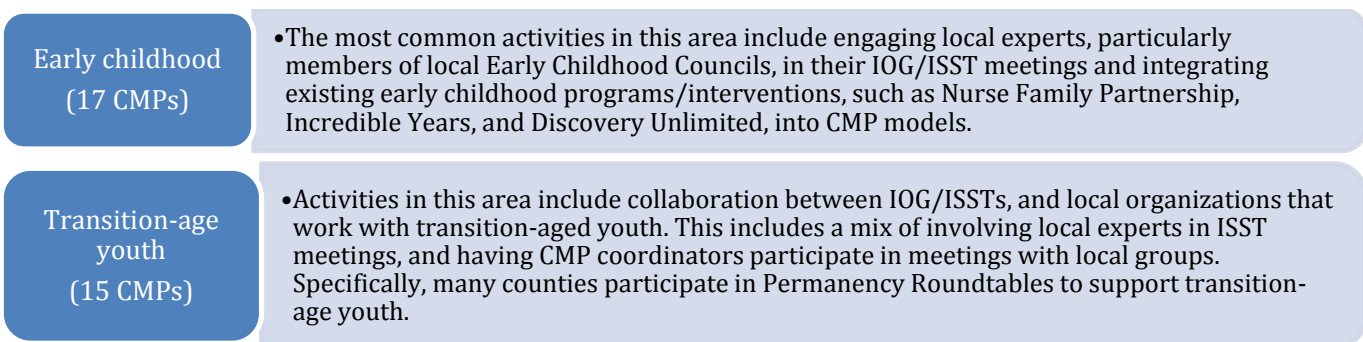 Early childhood
(17 CMPs)
•The most common activities in this area include engaging local experts, particularly
members of local Early Childhood Councils, in their IOG/ISST meetings and integrating
existing early childhood programs/interventions, such as Nurse Family Partnership,
Incredible Years, and Discovery Unlimited, into CMP models.
Transition-age
youth
(15 CMPs)
•Activities in this area include collaboration between IOG/ISSTs, and local organizations that
work with transition-aged youth. This includes a mix of involving local experts in ISST
meetings, and having CMP coordinators participate in meetings with local groups.
Specifically, many counties participate in Permanency Roundtables to support transition-
age youth.